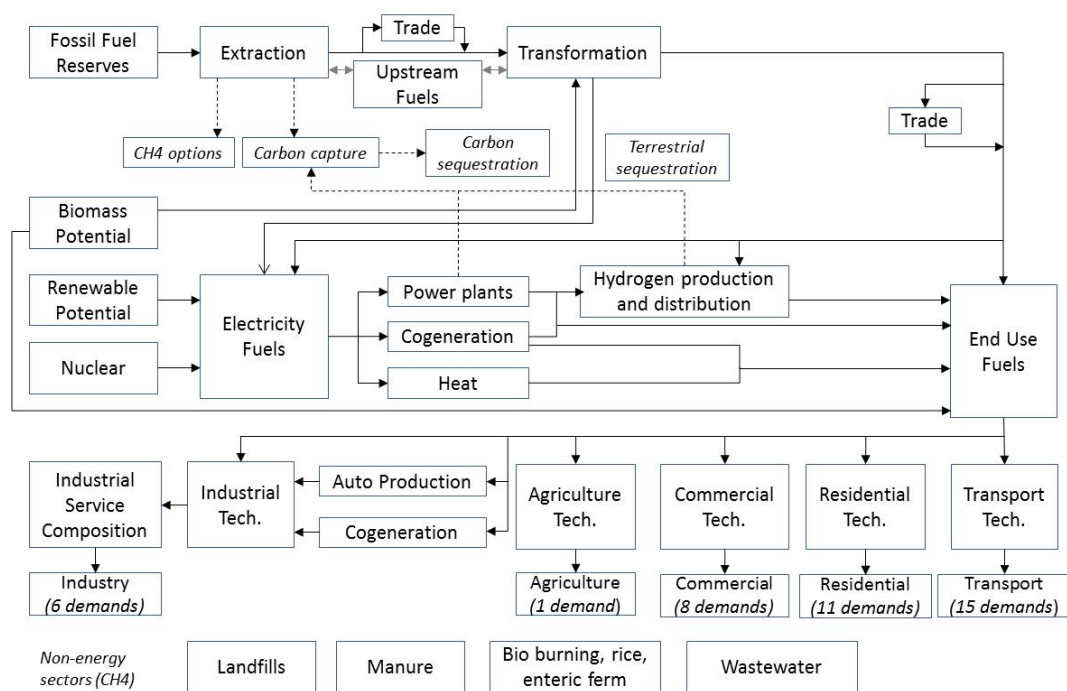 Fossil Fuel
Reserves
Extraction
Trade
Transformation
Upstream
Fuels
Trade
CH4 options
Carbon capture
Carbon
sequestration
Terrestrial
sequestration
Biomass
Potential
Renewable
Potential
Nuclear
Electricity
Fuels
Power plants
Cogeneration
Heat
Hydrogen production
and distribution
End Use
Fuels
Industrial
Service
Composition
Industrial
Tech.
Auto Production
Cogeneration
Agriculture
Tech.
Commercial
Tech.
Residential
Tech.
Transport
Tech.
Industry
(6 demands)
Agriculture
(1 demand)
Commercial
(8 demands)
Residential
(11 demands)
Transport
(15 demands)
Non-energy
sectors (CH4)
Landfills
Manure
Bio burning, rice,
enteric ferm
Wastewater